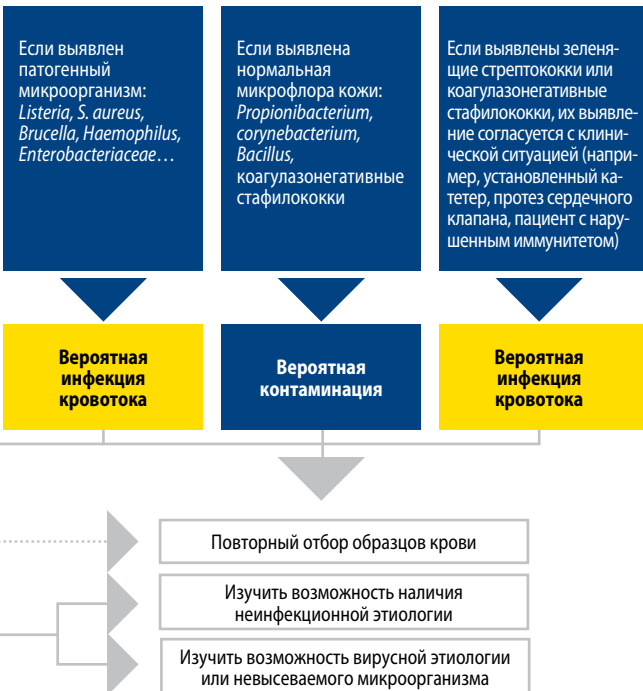 Если выявлен
патогенный
микроорганизм:
Listeria, S. aureus,
Brucella, Haemophilus,
Enterobacteriaceae…
Если выявлена
нормальная
микрофлора кожи:
Propionibacterium,
corynebacterium,
Bacillus,
коагулазонегативные
стафилококки
Если выявлены зеленя-
щие стрептококки или
коагулазонегативные
стафилококки, их выявле-
ние согласуется с клини-
ческой ситуацией (напри-
мер, установленный ка-
тетер, протез сердечного
клапана, пациент с нару-
шенным иммунитетом)
Вероятная
инфекция
кровотока
Вероятная
контаминация
Вероятная
инфекция
кровотока
Повторный отбор образцов крови
Изучить возможность наличия
неинфекционной этиологии
Изучить возможность вирусной этиологии
или невысеваемого микроорганизма